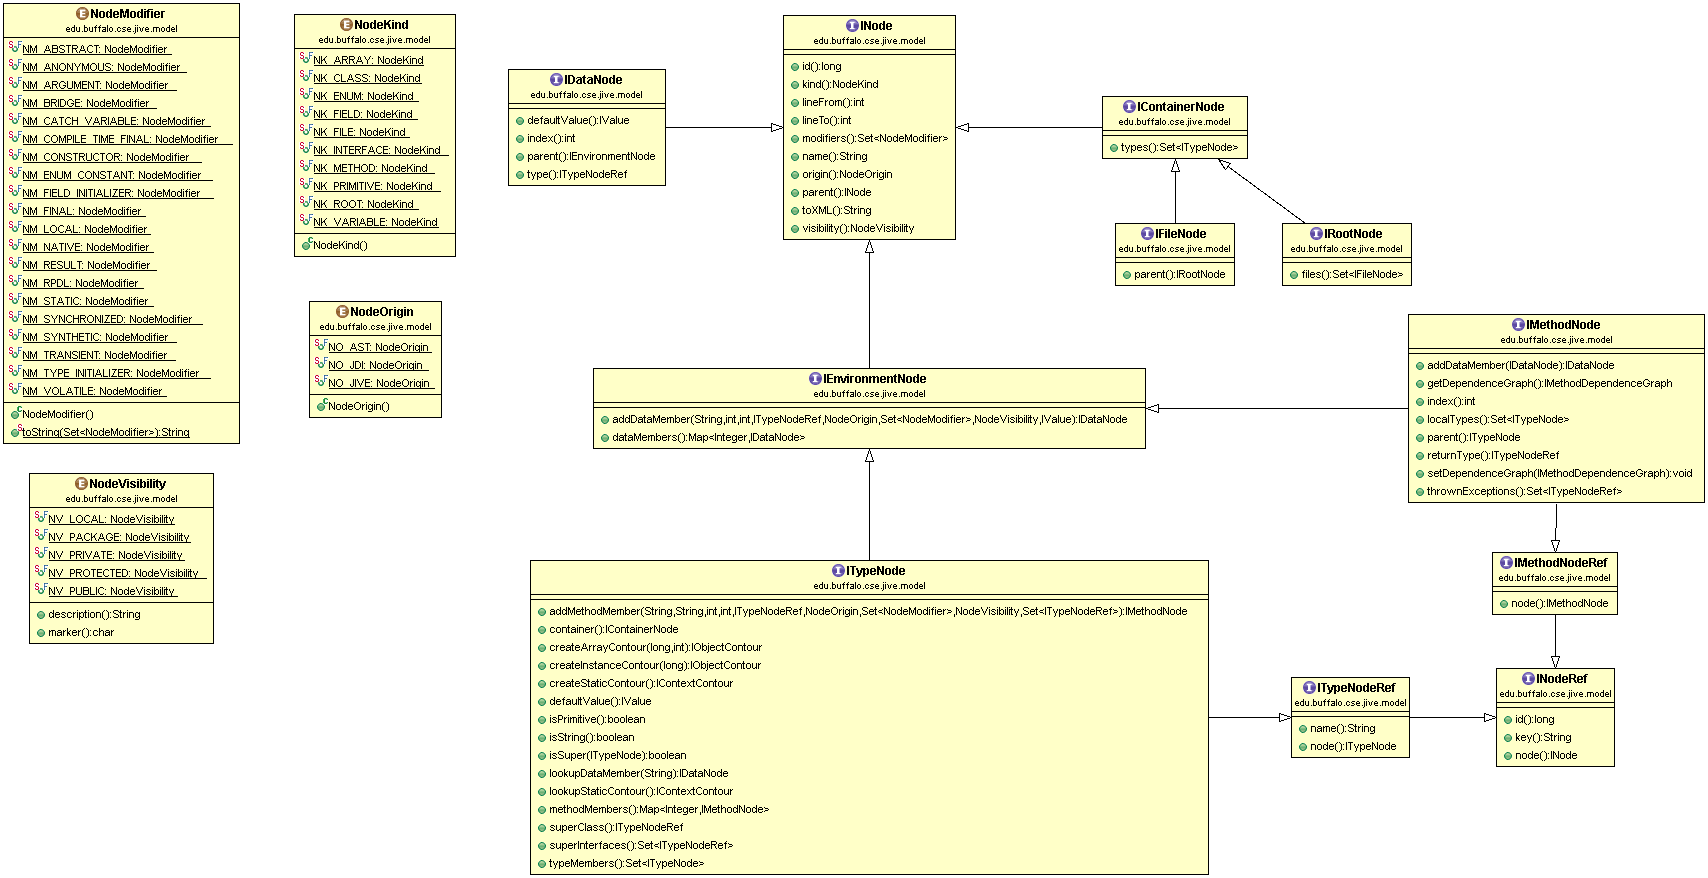 NodeModifier
edu.buffalo.cse.jive.model
NM_ABSTRACT: NodeModifier
NM_ANONYMOUS: NodeModifier
NM_ARGUMENT: NodeModifier
NM_BRIDGE: NodeModifier
NM_CATCH_VARIABLE: NodeModifier
NM_COMPILE_TIME_FINAL: NodeModifier
NM_CONSTRUCTOR: NodeModifier
NM_ENUM_CONSTANT: NodeModifier
NM_FIELD_INITIALIZER: NodeModifier
NM_FINAL: NodeModifier
NM_LOCAL: NodeModifier
NM_NATIVE: NodeModifier
NM_RESULT: NodeModifier
NM_RPDL: NodeModifier
NM_STATIC: NodeModifier
NM_SYNCHRONIZED: NodeModifier
NM_SYNTHETIC: NodeModifier
NM_TRANSIENT: NodeModifier
NM_TYPE_INITIALIZER: NodeModifier
NM_VOLATILE: NodeModifier
NodeModifier()
toString(Set<NodeModifier>):String
NodeVisibility
edu.buffalo.cse.jive.model
NV_LOCAL: NodeVisibility
NV_PACKAGE: NodeVisibility
NV_PRIVATE: NodeVisibility
NV_PROTECTED: NodeVisibility
NV_PUBLIC: NodeVisibility
description():String
marker():char
NodeKind
edu.buffalo.cse.jive.model
NK_ARRAY: NodeKind
NK_CLASS: NodeKind
NK_ENUM: NodeKind
NK_FIELD: NodeKind
NK_FILE: NodeKind
NK_INTERFACE: NodeKind
NK_METHOD: NodeKind
NK_PRIMITIVE: NodeKind
NK_ROOT: NodeKind
NK_VARIABLE: NodeKind
NodeKind()
NodeOrigin
edu.buffalo.cse.jive.model
NO_AST: NodeOrigin
NO_JDI: NodeOrigin
NO_JIVE: NodeOrigin
NodeOrigin()
IDataNode
edu.buffalo.cse.jive.model
defaultValue():IValue
index():int
parent():IEnvironmentNode
type():ITypeNodeRef
INode
edu.buffalo.cse.jive.model
id():long
kind():NodeKind
lineFrom():int
lineTo():int
modifiers():Set<NodeModifier>
name():String
origin():NodeOrigin
parent():INode
toXML():String
visibility():NodeVisibility
IContainerNode
edu.buffalo.cse.jive.model
types():Set<ITypeNode>
IFileNode
edu.buffalo.cse.jive.model
parent():IRootNode
IRootNode
edu.buffalo.cse.jive.model
files():Set<IFileNode>
IEnvironmentNode
edu.buffalo.cse.jive.model
addDataMember(String,int,int,ITypeNodeRef,NodeOrigin,Set<NodeModifier>,NodeVisibility,IValue):IDataNode
dataMembers():Map<Integer,IDataNode>
IMethodNode
edu.buffalo.cse.jive.model
addDataMember(IDataNode):IDataNode
getDependenceGraph():IMethodDependenceGraph
index():int
localTypes():Set<ITypeNode>
parent():ITypeNode
returnType():ITypeNodeRef
setDependenceGraph(IMethodDependenceGraph):void
thrownExceptions():Set<ITypeNodeRef>
ITypeNode
edu.buffalo.cse.jive.model
addMethodMember(String,String,int,int,ITypeNodeRef,NodeOrigin,Set<NodeModifier>,NodeVisibility,Set<ITypeNodeRef>):IMethodNode
container():IContainerNode
createArrayContour(long,int):IObjectContour
createInstanceContour(long):IObjectContour
createStaticContour():IContextContour
defaultValue():IValue
isPrimitive():boolean
isString():boolean
isSuper(ITypeNode):boolean
lookupDataMember(String):IDataNode
lookupStaticContour():IContextContour
methodMembers():Map<Integer,IMethodNode>
superClass():ITypeNodeRef
superInterfaces():Set<ITypeNodeRef>
typeMembers():Set<ITypeNode>
IMethodNodeRef
edu.buffalo.cse.jive.model
node():IMethodNode
ITypeNodeRef
edu.buffalo.cse.jive.model
name():String
node():ITypeNode
INodeRef
edu.buffalo.cse.jive.model
id():long
key():String
node():INode